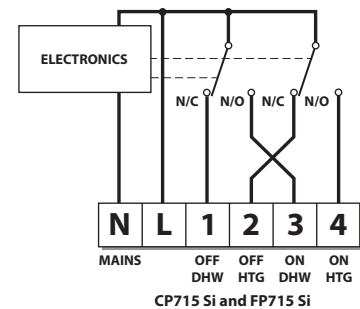 ELECTRONICS
N/C N/O N/C N/O
N L 1 2 3 4
MAINS OFF OFF ON ON
DHW HTG DHW HTG
CP715 Si and FP715 Si